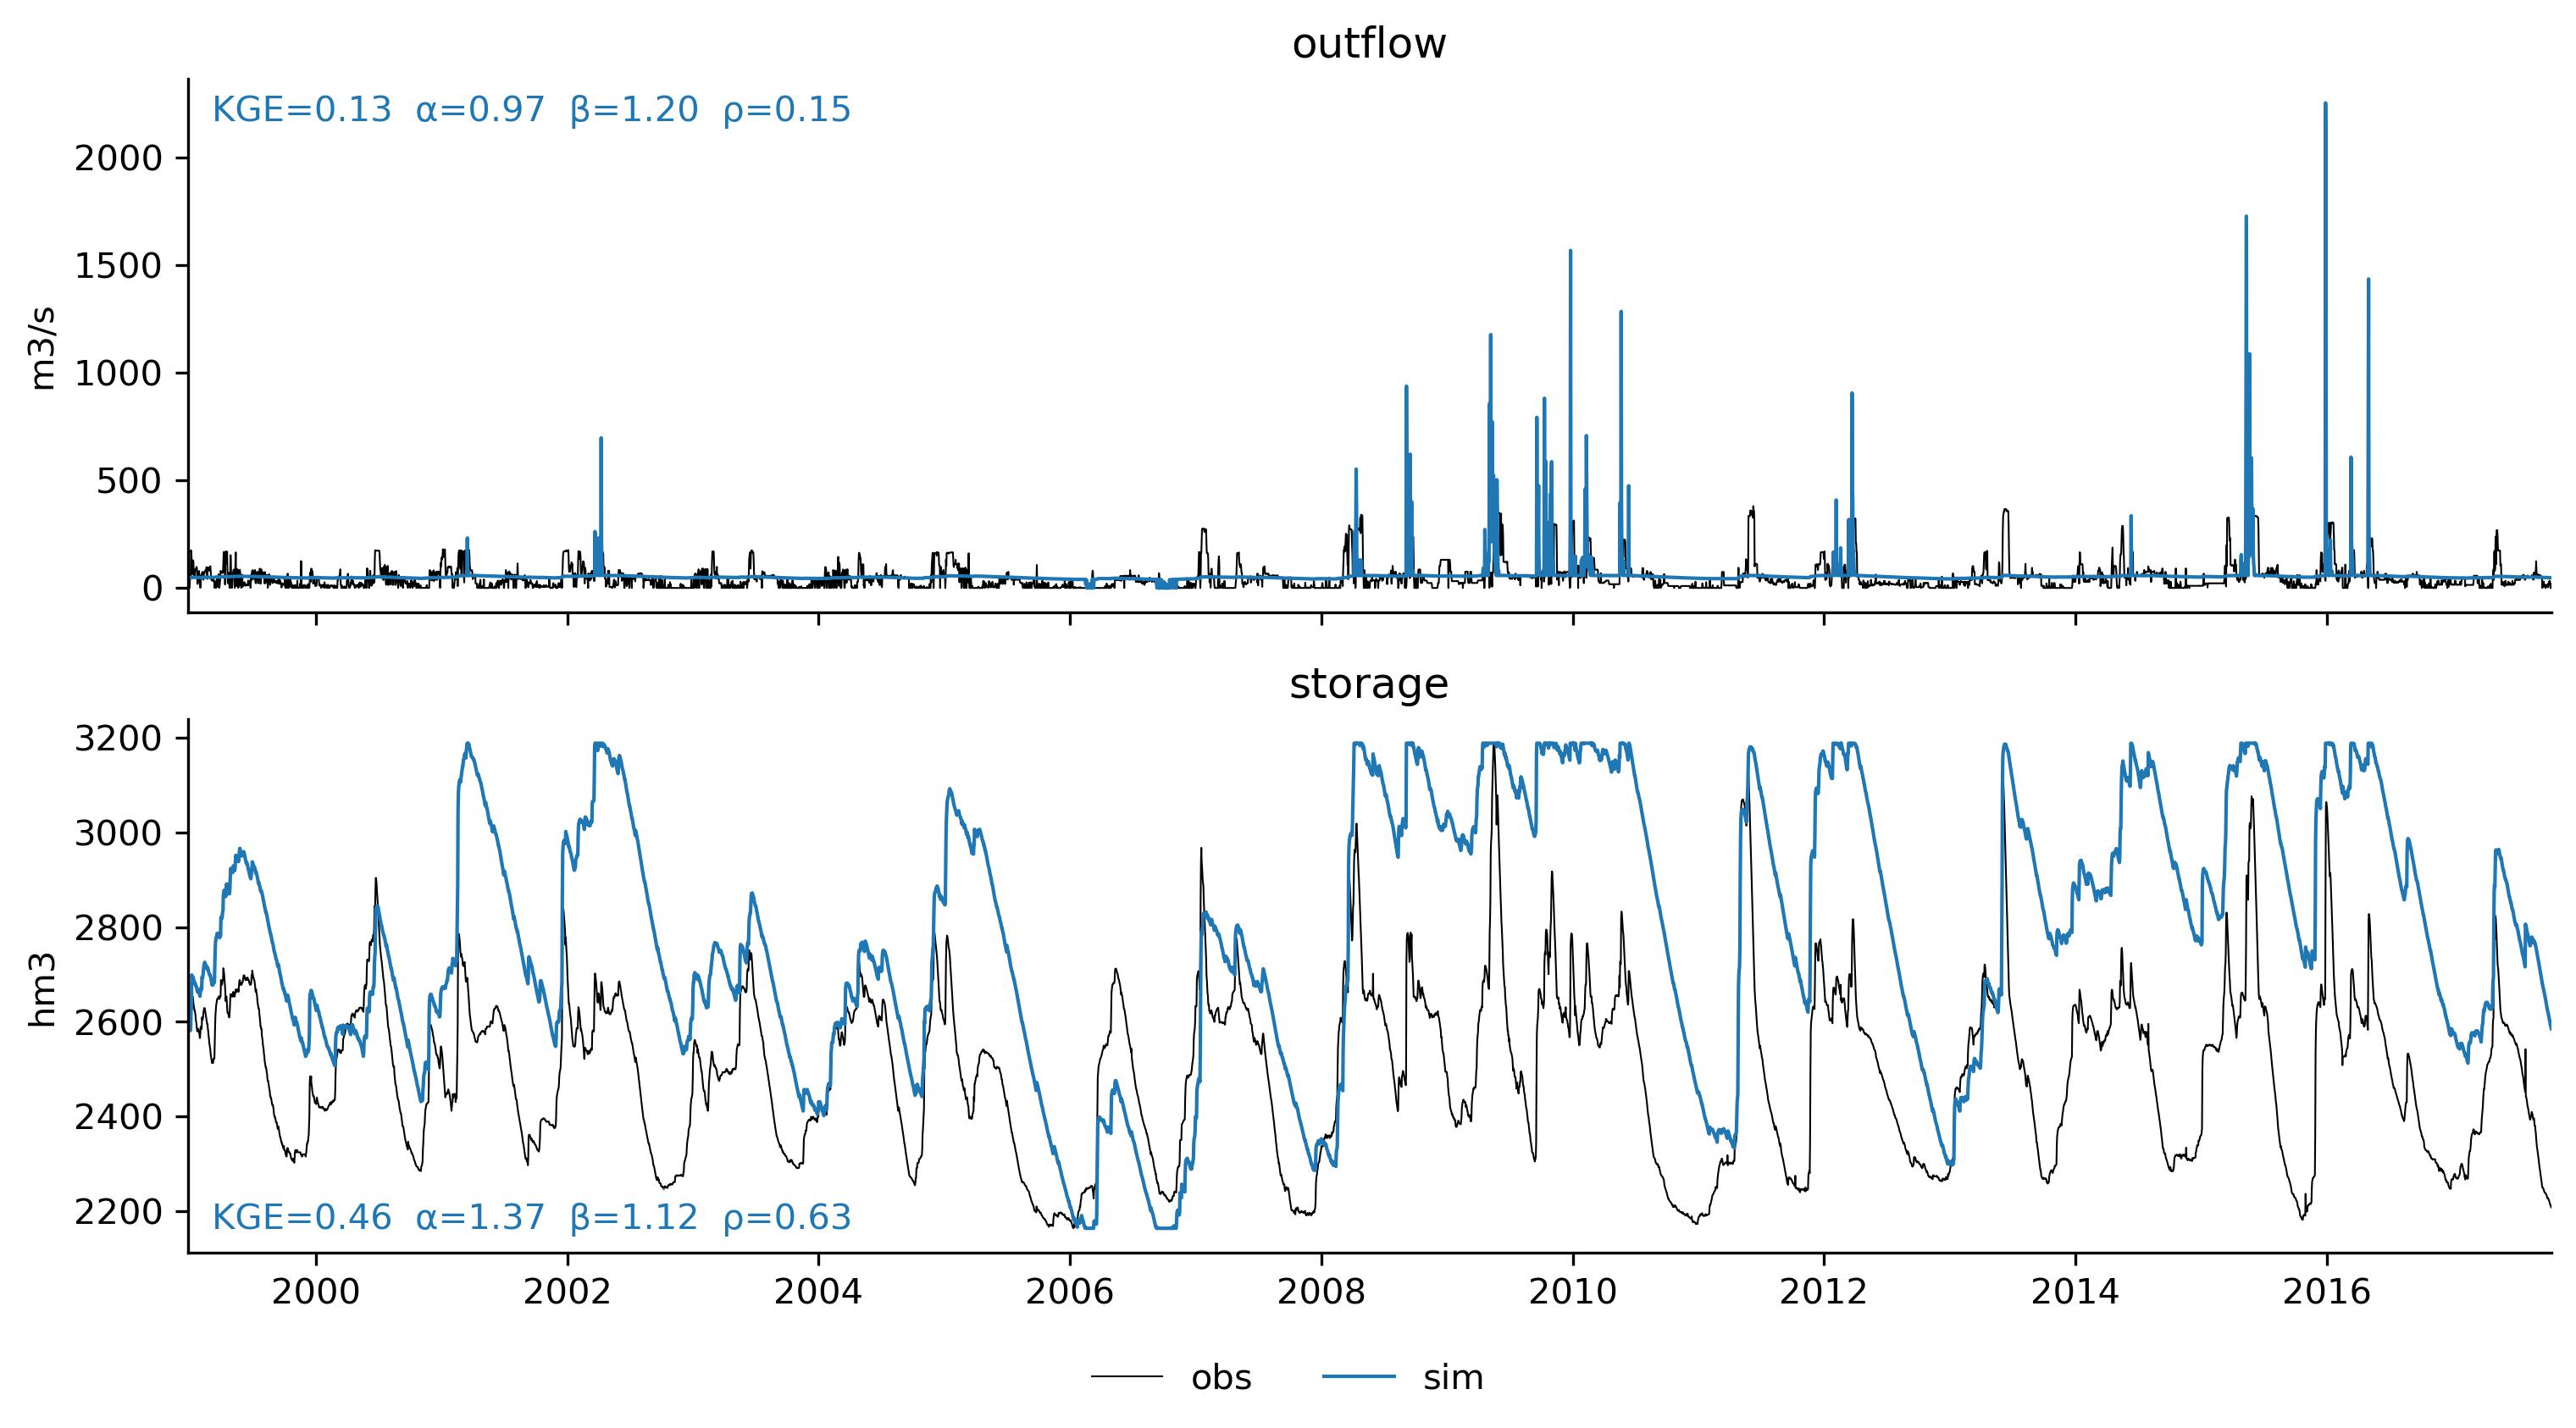 outflow
KGE=0.13 α=0.97 β=1.20 ρ=0.15
m3/s
2000
1500
1000
500
0
storage
hm3
3200
3000
2800
2600
2400
2200
KGE=0.46 α=1.37 β=1.12 ρ=0.63
2000 2002 2004 2006 2008 2010 2012 2014 2016
obs sim